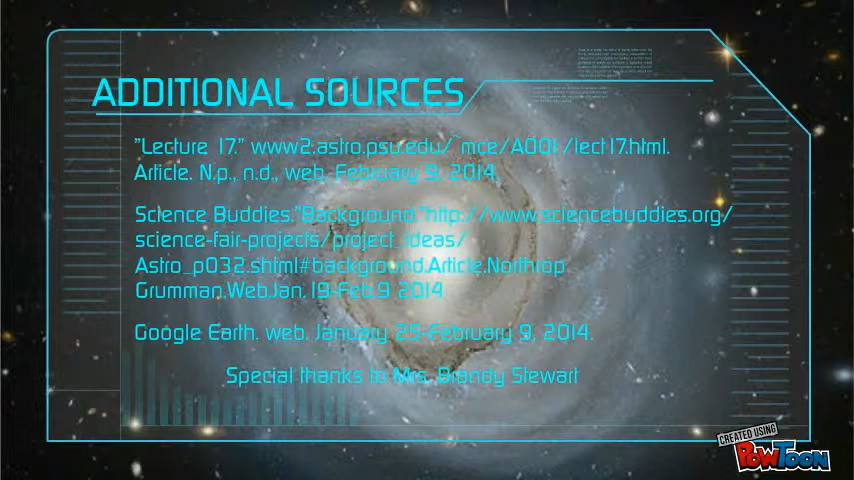 ADDITIONAL SOURCES
"Lecture 17." www2.astro.psu.edu/~mce/A001/lect17.html.
Article. N.p., n.d., web. February 9, 2014.
Science Buddies."Background."http://www.sciencebuddies.org/
science-fair-projects/project_ideas/
Astro_p032.shtml#background.Article.Northrop
Grumman.Web.Jan.19-Feb.9 2014
Google Earth. web. January 25-February 9, 2014.
Special thanks to Mrs. Brandy Stewart
CREATED USING
POWTOON